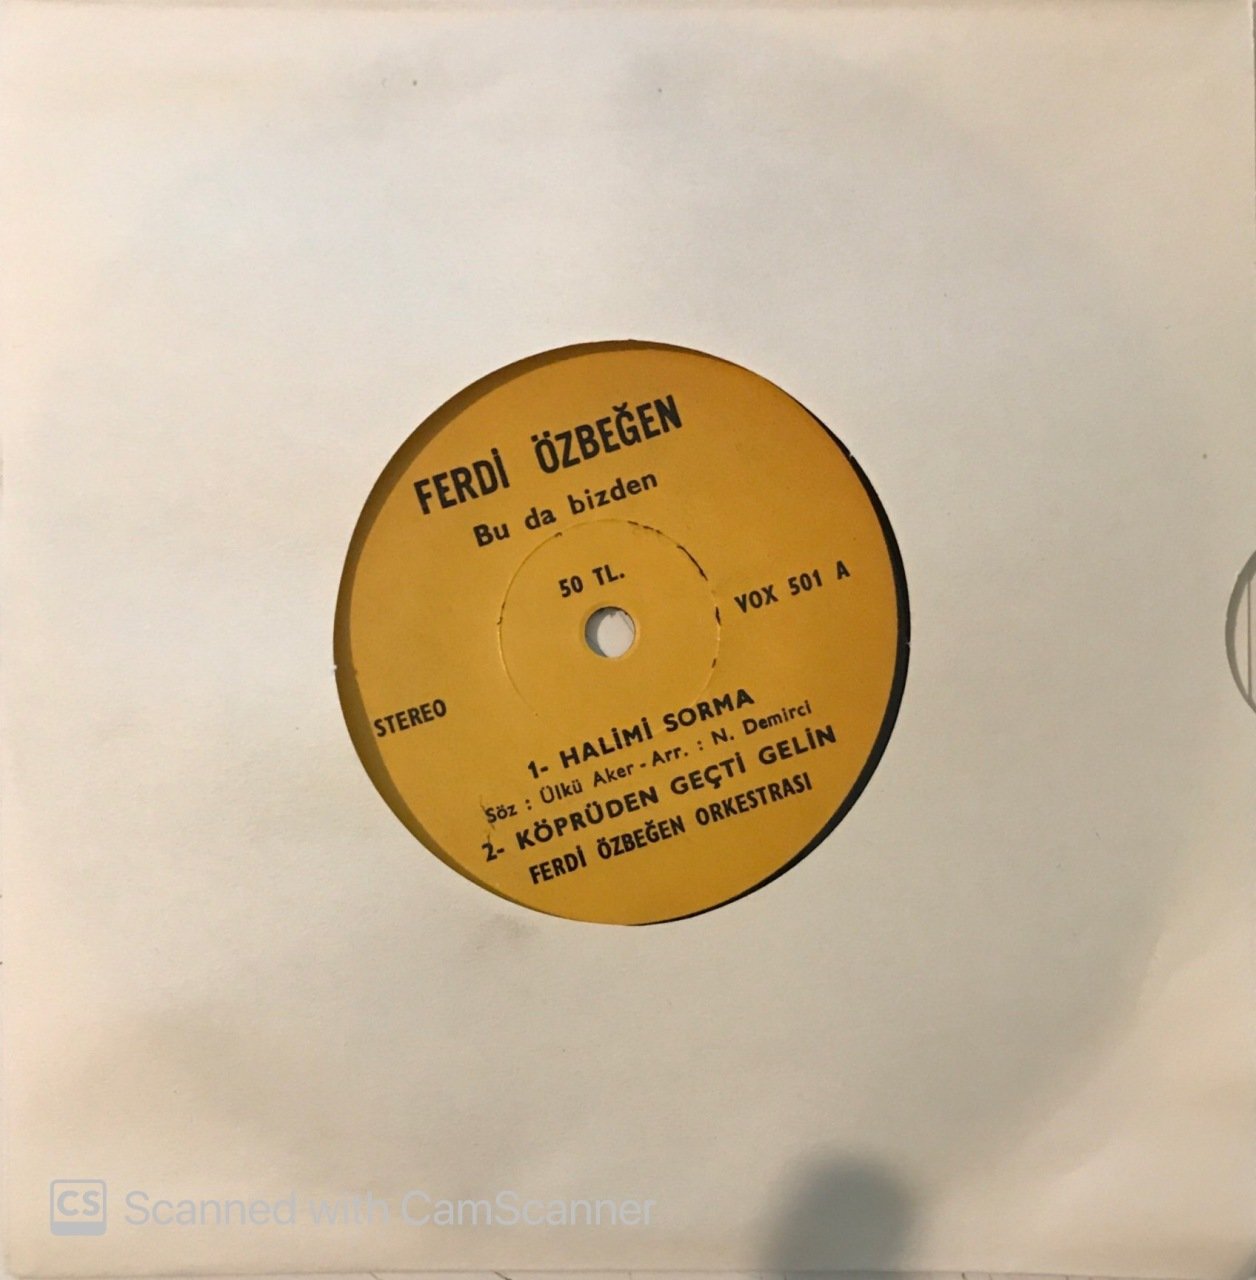 FERDİ ÖZBEĞEN
Bu da bizden
50 TL.
VOX 501 A
STEREO
1- HALİMİ SORMA
Söz : Ülkü Aker - Arr. : N. Demirci
2- KÖPRÜDEN GEÇTİ GELİN
FERDİ ÖZBEĞEN ORKESTRASI
CS Scanned with CamScanner